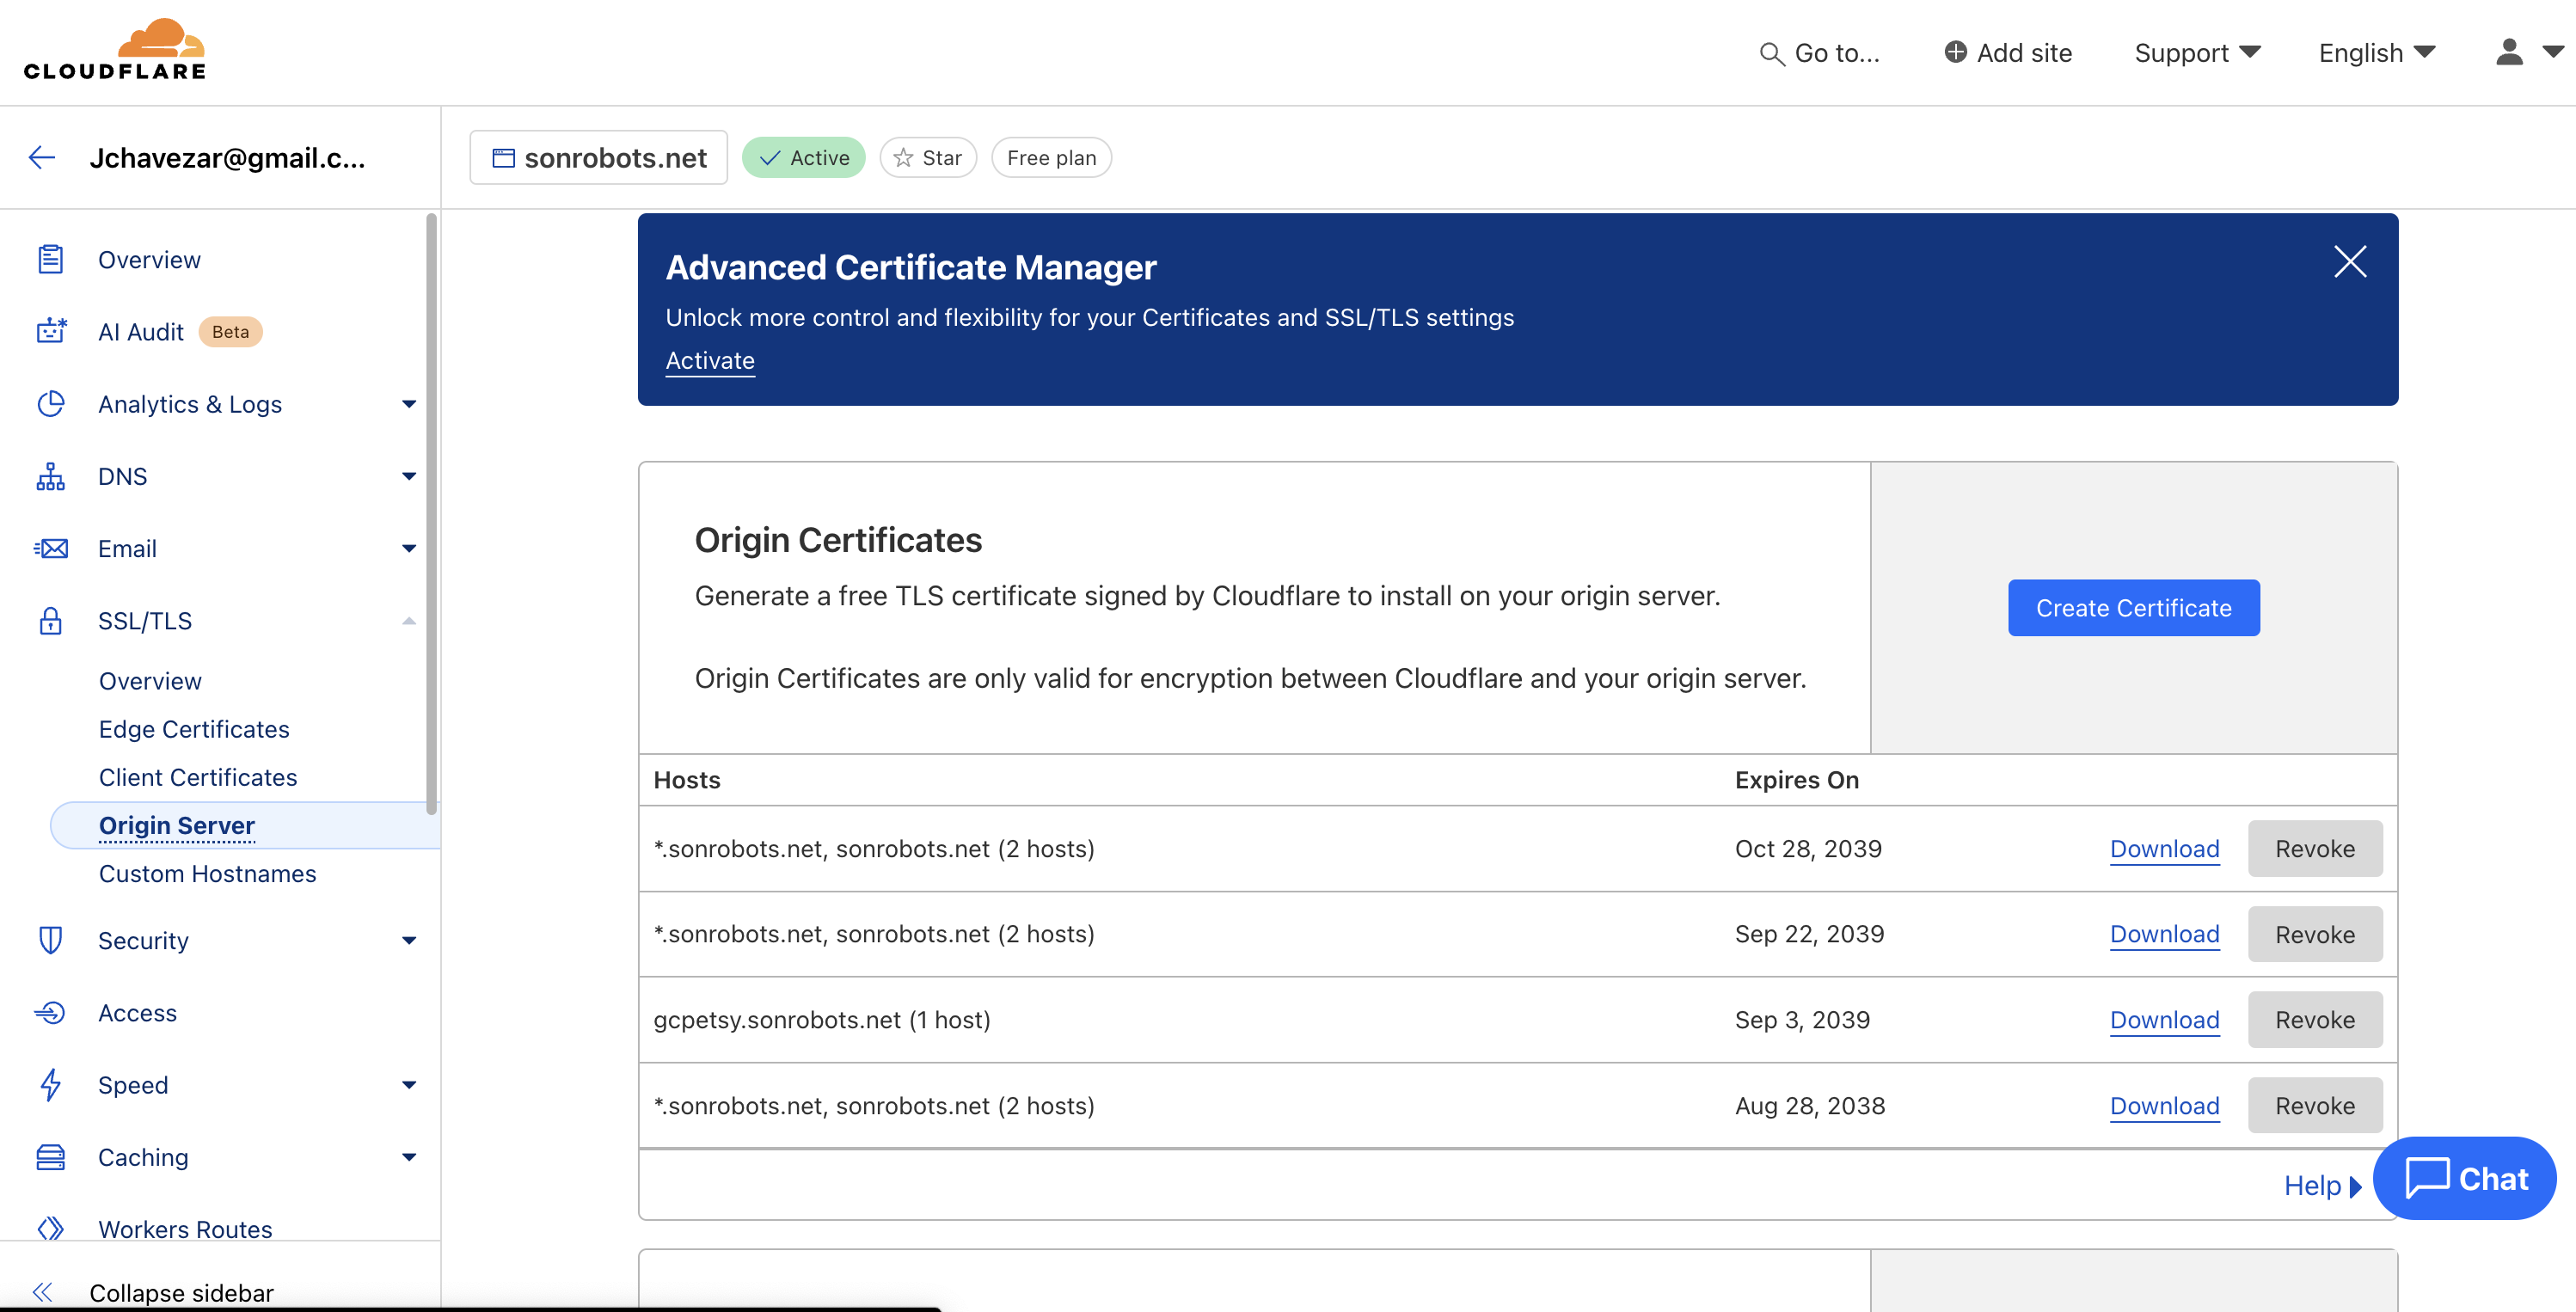 CLOUDFLARE
Go to...
Add site
Support
English
Jchavezar@gmail.c...
sonrobots.net
Active
Star
Free plan
Overview
AI Audit Beta
Analytics & Logs
DNS
Email
SSL/TLS
Overview
Edge Certificates
Client Certificates
Origin Server
Custom Hostnames
Security
Access
Speed
Caching
Workers Routes
Collapse sidebar
Advanced Certificate Manager
Unlock more control and flexibility for your Certificates and SSL/TLS settings
Activate
Origin Certificates
Generate a free TLS certificate signed by Cloudflare to install on your origin server.
Origin Certificates are only valid for encryption between Cloudflare and your origin server.
Create Certificate
Hosts Expires On
*.sonrobots.net, sonrobots.net (2 hosts) Oct 28, 2039 Download Revoke
*.sonrobots.net, sonrobots.net (2 hosts) Sep 22, 2039 Download Revoke
gcpetsy.sonrobots.net (1 host) Sep 3, 2039 Download Revoke
*.sonrobots.net, sonrobots.net (2 hosts) Aug 28, 2038 Download Revoke
Help
Chat